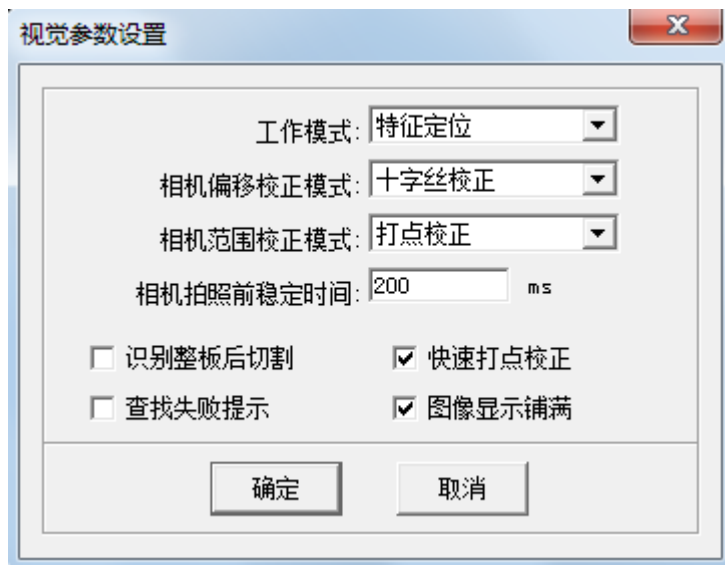 视觉参数设置
工作模式: 特征定位
相机偏移校正模式: 十字丝校正
相机范围校正模式: 打点校正
相机拍照前稳定时间: 200 ms
识别整板后切割 快速打点校正
查找失败提示 图像显示铺满
确定 取消